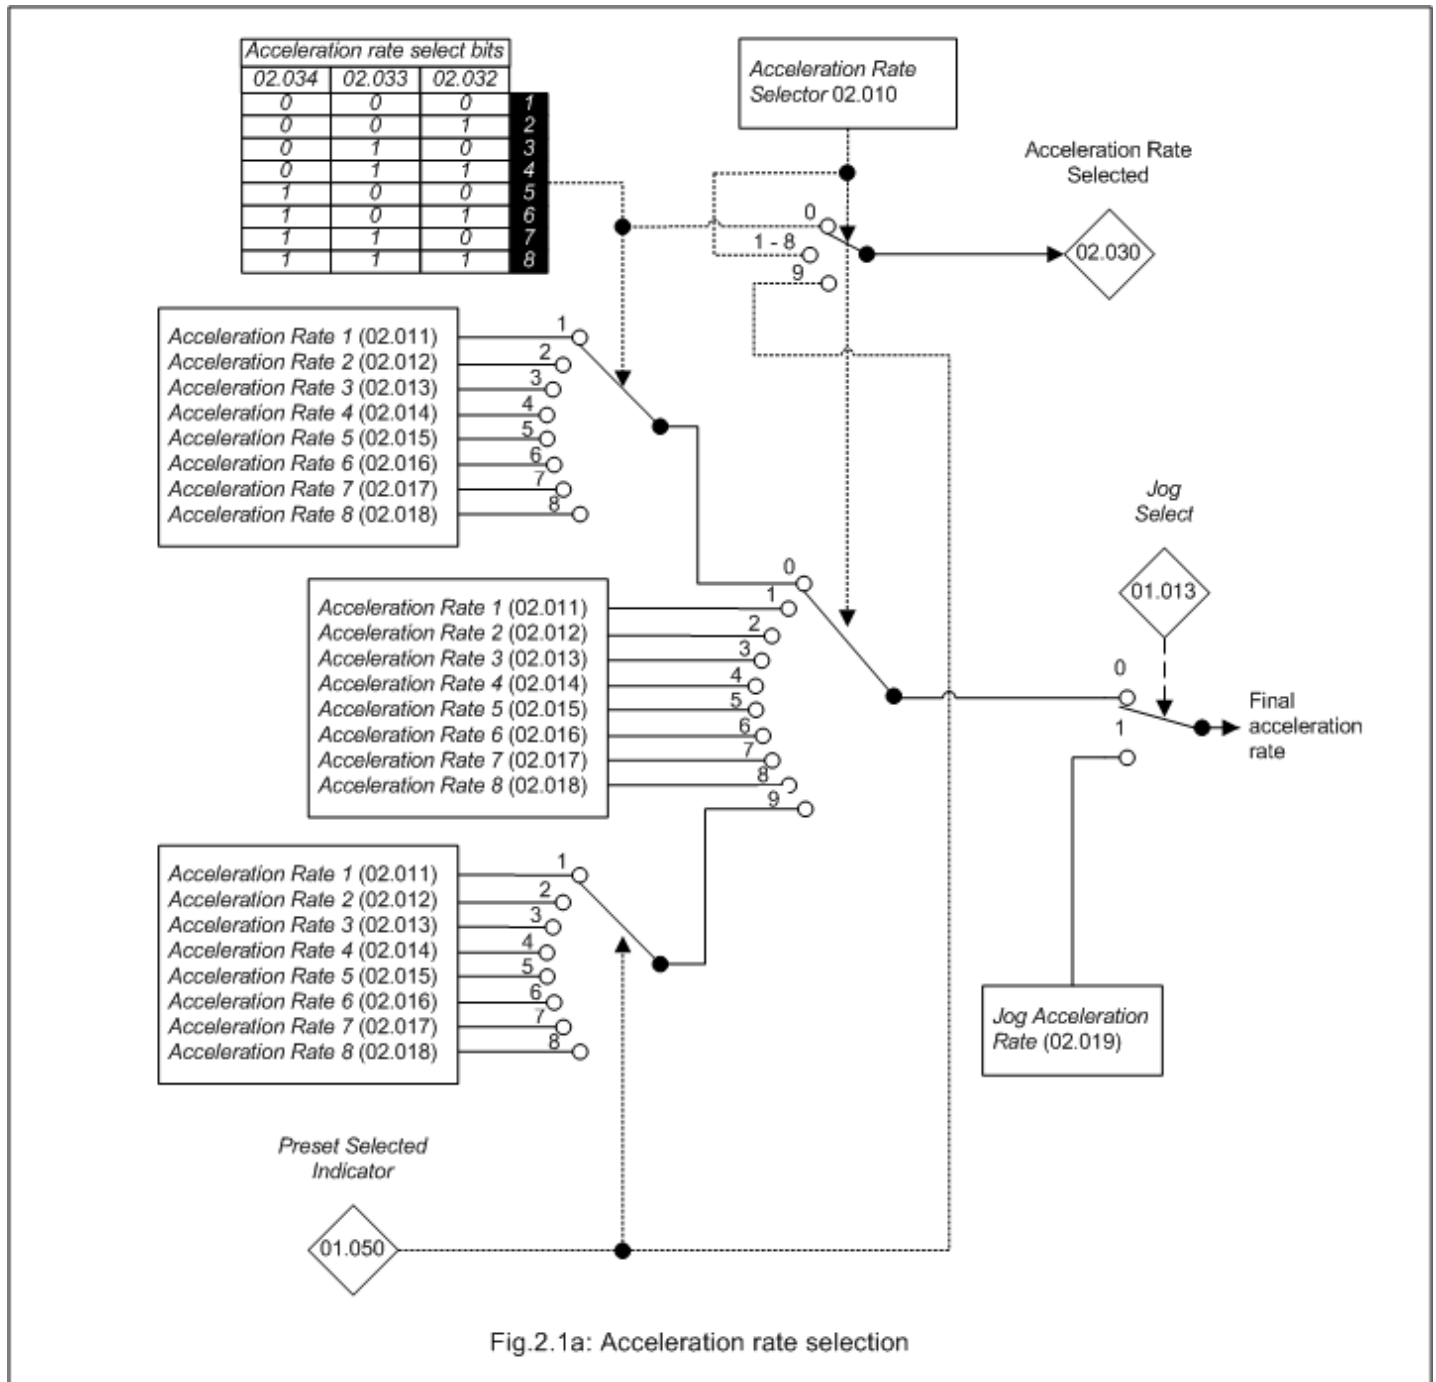 Acceleration rate select bits
02.034 02.033 02.032
0 0 0 1
0 0 1 2
0 1 0 3
0 1 1 4
1 0 0 5
1 0 1 6
1 1 0 7
1 1 1 8
Acceleration Rate
Selector 02.010
Acceleration Rate
Selected
0
1 - 8
9
02.030
Acceleration Rate 1 (02.011)
Acceleration Rate 2 (02.012)
Acceleration Rate 3 (02.013)
Acceleration Rate 4 (02.014)
Acceleration Rate 5 (02.015)
Acceleration Rate 6 (02.016)
Acceleration Rate 7 (02.017)
Acceleration Rate 8 (02.018)
1
2
3
4
5
6
7
8
Jog
Select
01.013
Acceleration Rate 1 (02.011)
Acceleration Rate 2 (02.012)
Acceleration Rate 3 (02.013)
Acceleration Rate 4 (02.014)
Acceleration Rate 5 (02.015)
Acceleration Rate 6 (02.016)
Acceleration Rate 7 (02.017)
Acceleration Rate 8 (02.018)
0
1
2
3
4
5
6
7
8
9
0
1
Final
acceleration
rate
Acceleration Rate 1 (02.011)
Acceleration Rate 2 (02.012)
Acceleration Rate 3 (02.013)
Acceleration Rate 4 (02.014)
Acceleration Rate 5 (02.015)
Acceleration Rate 6 (02.016)
Acceleration Rate 7 (02.017)
Acceleration Rate 8 (02.018)
1
2
3
4
5
6
7
8
Jog Acceleration
Rate (02.019)
Preset Selected
Indicator
01.050
Fig.2.1a: Acceleration rate selection